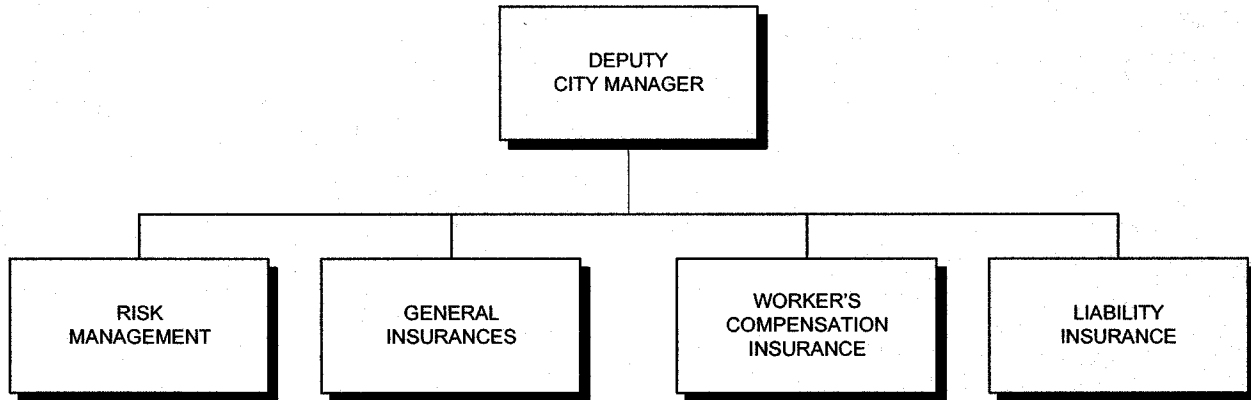 DEPUTY
CITY MANAGER
RISK
MANAGEMENT
GENERAL
INSURANCES
WORKER'S
COMPENSATION
INSURANCE
LIABILITY
INSURANCE